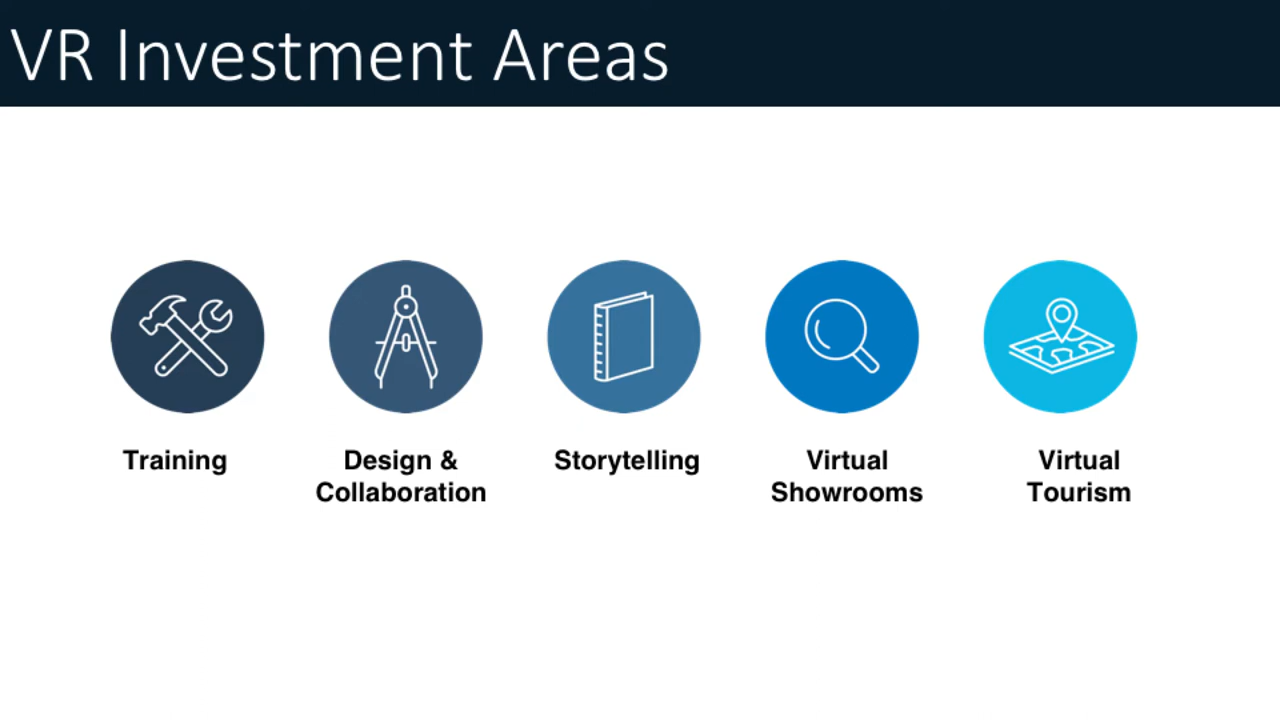 VR Investment Areas
Training
Design &
Collaboration
Storytelling
Virtual
Showrooms
Virtual
Tourism